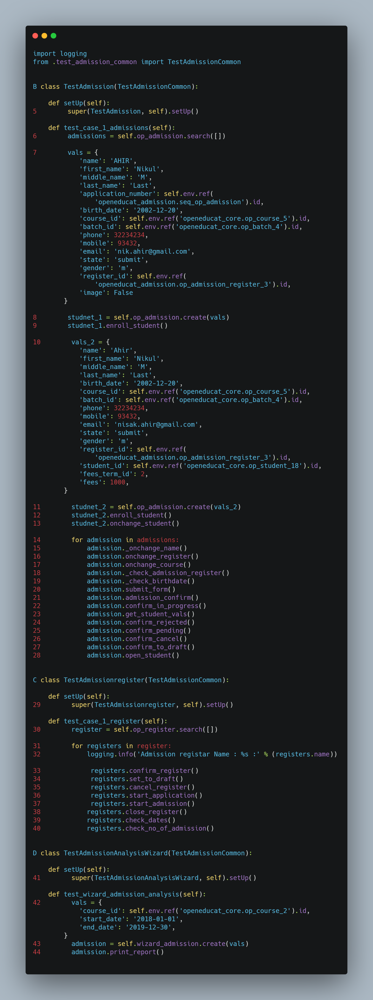 import logging
from .test_admission_common import TestAdmissionCommon


B class TestAdmission(TestAdmissionCommon):

    def setUp(self):
5        super(TestAdmission, self).setUp()

    def test_case_1_admissions(self):
6        admissions = self.op_admission.search([])

7        vals = {
            'name': 'AHIR',
            'first_name': 'Nikul',
            'middle_name': 'M',
            'last_name': 'Last',
            'application_number': self.env.ref(
                'openeducat_admission.seq_op_admission').id,
            'birth_date': '2002-12-20',
            'course_id': self.env.ref('openeducat_core.op_course_5').id,
            'batch_id': self.env.ref('openeducat_core.op_batch_4').id,
            'phone': 32234234,
            'mobile': 93432,
            'email': 'nik.ahir@gmail.com',
            'state': 'submit',
            'gender': 'm',
            'register_id': self.env.ref(
                'openeducat_admission.op_admission_register_3').id,
            'image': False
        }

8        studnet_1 = self.op_admission.create(vals)
9        studnet_1.enroll_student()

10        vals_2 = {
            'name': 'Ahir',
            'first_name': 'Nikul',
            'middle_name': 'M',
            'last_name': 'Last',
            'birth_date': '2002-12-20',
            'course_id': self.env.ref('openeducat_core.op_course_5').id,
            'batch_id': self.env.ref('openeducat_core.op_batch_4').id,
            'phone': 32234234,
            'mobile': 93432,
            'email': 'nisak.ahir@gmail.com',
            'state': 'submit',
            'gender': 'm',
            'register_id': self.env.ref(
                'openeducat_admission.op_admission_register_3').id,
            'student_id': self.env.ref('openeducat_core.op_student_18').id,
            'fees_term_id': 2,
            'fees': 1000,
        }

11        studnet_2 = self.op_admission.create(vals_2)
12        studnet_2.enroll_student()
13        studnet_2.onchange_student()

14        for admission in admissions:
15            admission._onchange_name()
16            admission.onchange_register()
17            admission.onchange_course()
18            admission._check_admission_register()
19            admission._check_birthdate()
20            admission.submit_form()
21            admission.admission_confirm()
22            admission.confirm_in_progress()
23            admission.get_student_vals()
24            admission.confirm_rejected()
25            admission.confirm_pending()
26            admission.confirm_cancel()
27            admission.confirm_to_draft()
28            admission.open_student()


C class TestAdmissionregister(TestAdmissionCommon):

    def setUp(self):
29        super(TestAdmissionregister, self).setUp()

    def test_case_1_register(self):
30        register = self.op_register.search([])

31        for registers in register:
32            logging.info('Admission registar Name : %s :' % (registers.name))

33             registers.confirm_register()
34             registers.set_to_draft()
35             registers.cancel_register()
36             registers.start_application()
37             registers.start_admission()
38            registers.close_register()
39            registers.check_dates()
40            registers.check_no_of_admission()


D class TestAdmissionAnalysisWizard(TestAdmissionCommon):

    def setUp(self):
41        super(TestAdmissionAnalysisWizard, self).setUp()

    def test_wizard_admission_analysis(self):
42        vals = {
            'course_id': self.env.ref('openeducat_core.op_course_2').id,
            'start_date': '2018-01-01',
            'end_date': '2019-12-30',
        }
43        admission = self.wizard_admission.create(vals)
44        admission.print_report()